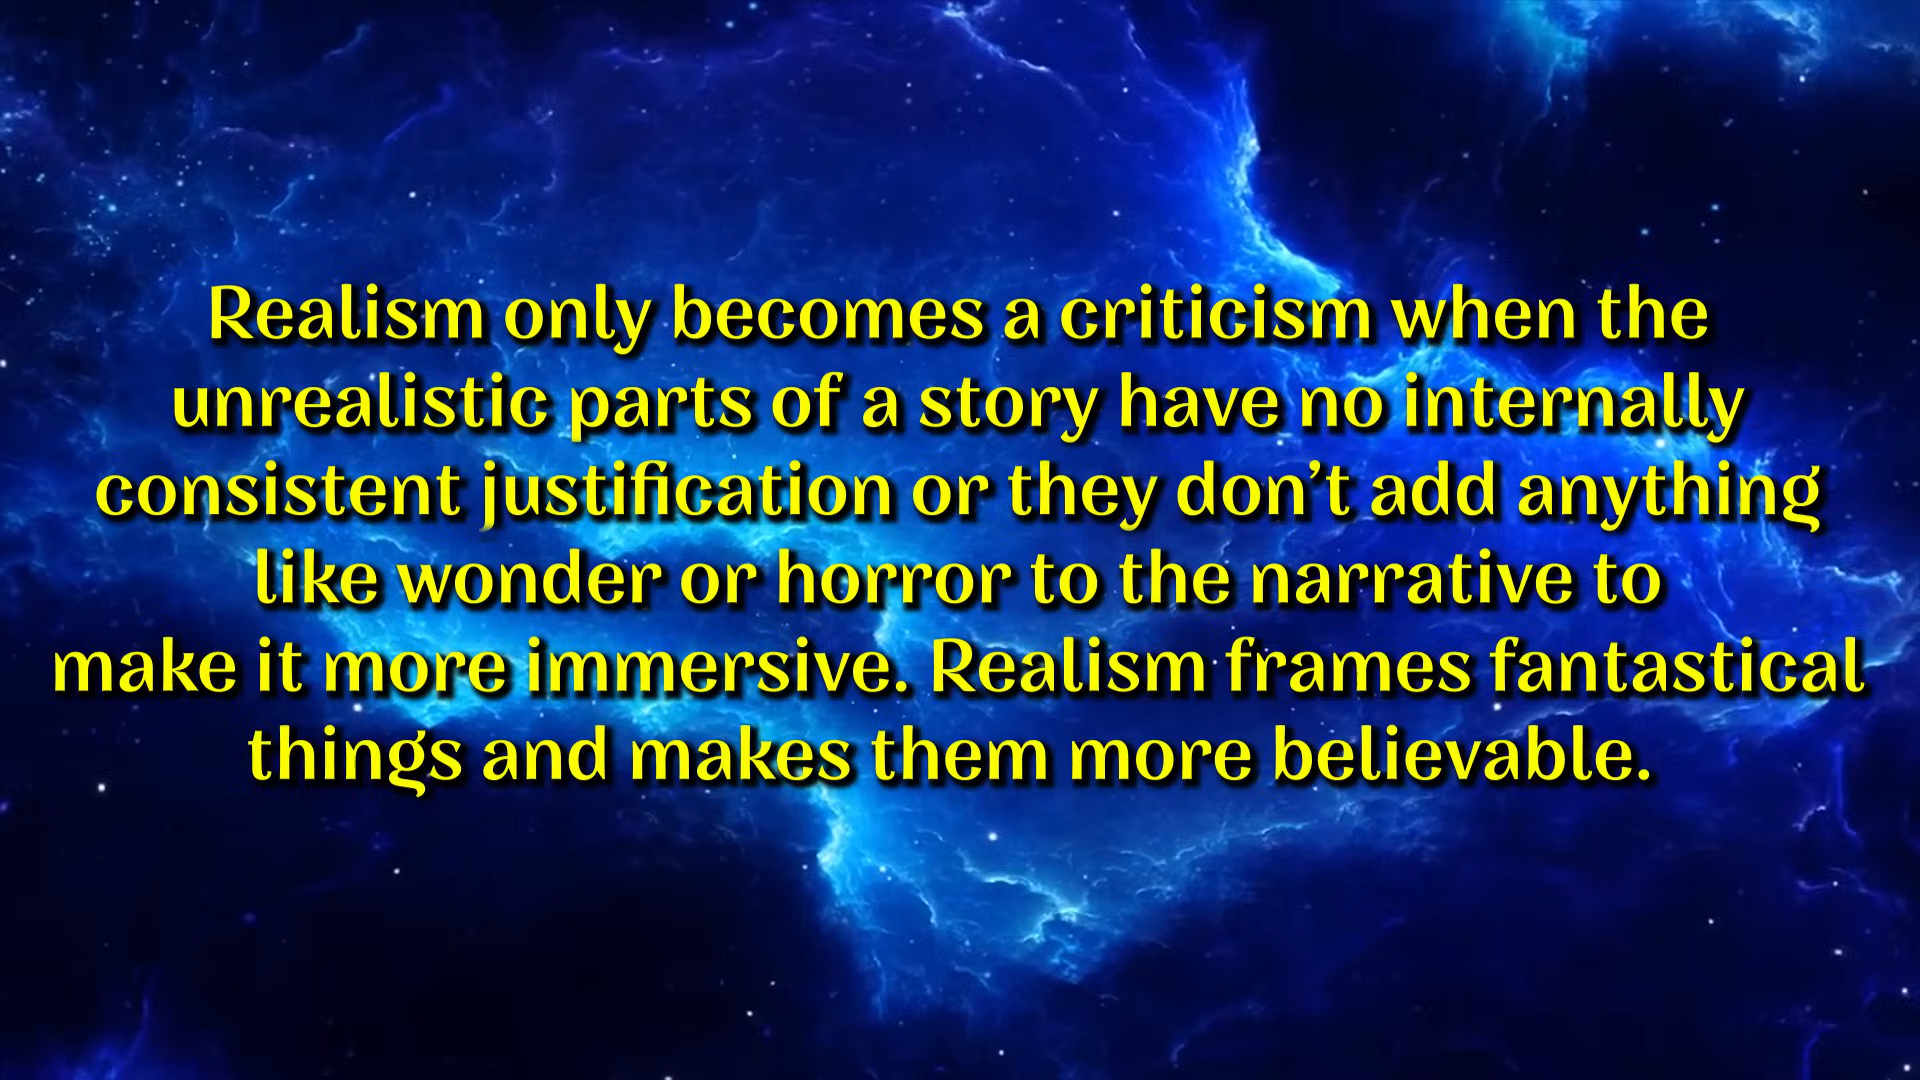 Realism only becomes a criticism when the
unrealistic parts of a story have no internally
consistent justification or they don’t add anything
like wonder or horror to the narrative to
make it more immersive. Realism frames fantastical
things and makes them more believable.